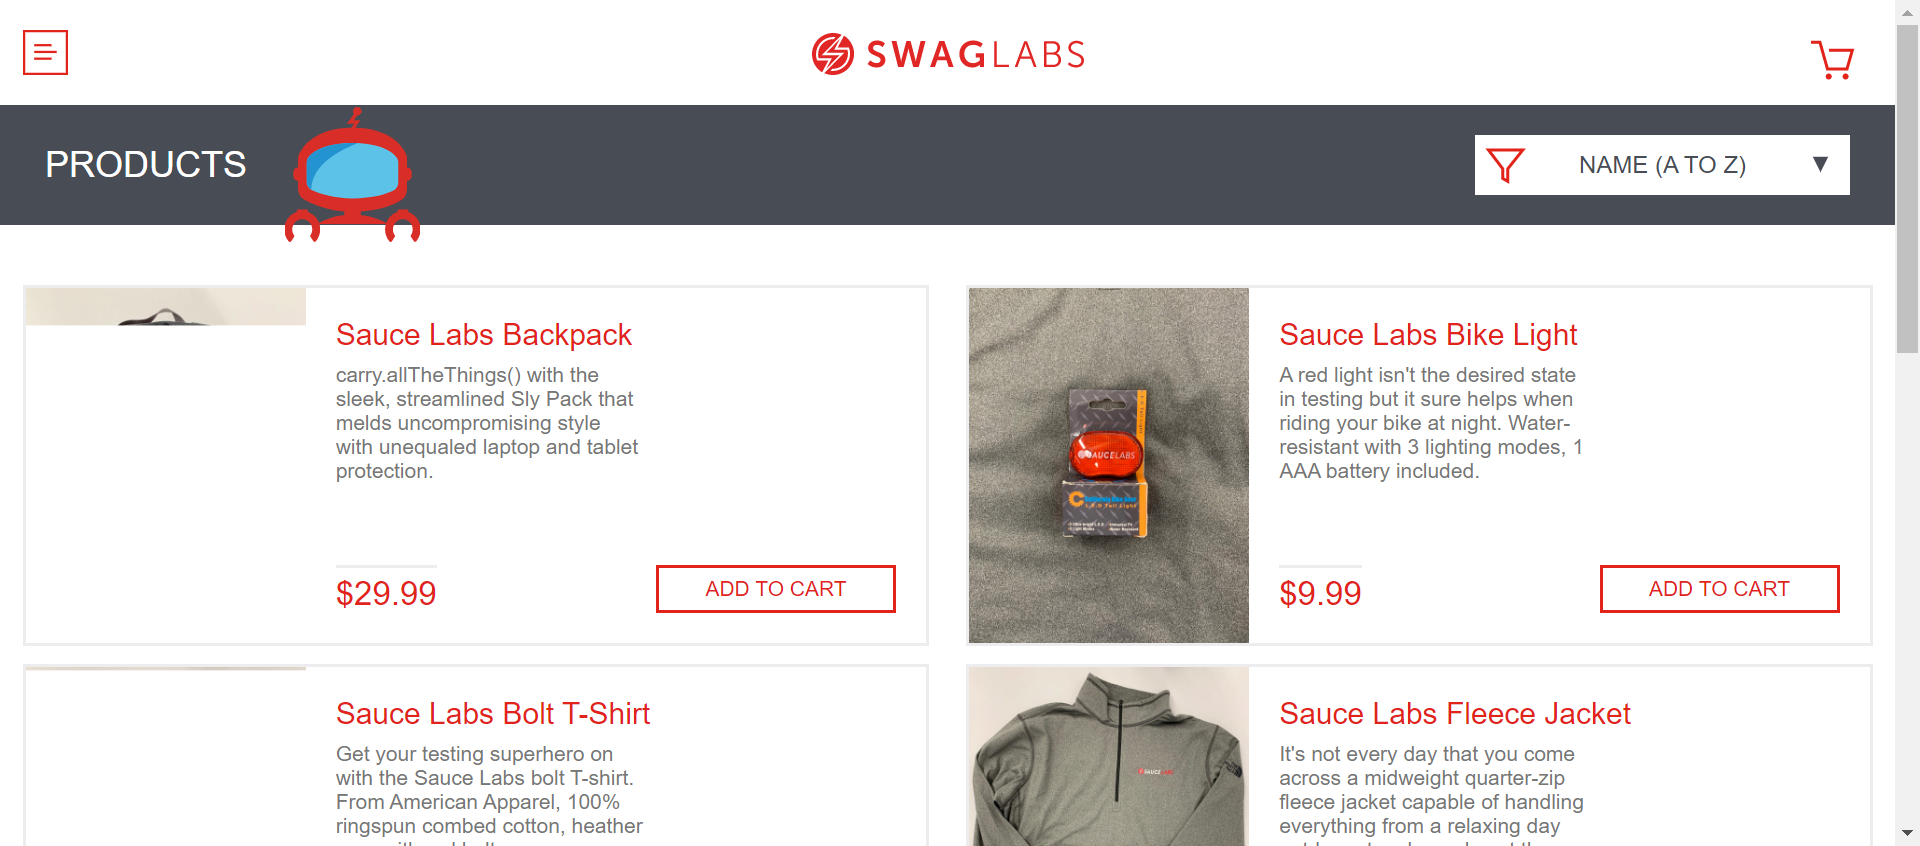 SWAGLABS
PRODUCTS
NAME (A TO Z)
Sauce Labs Backpack
carry.allTheThings() with the
sleek, streamlined Sly Pack that
melds uncompromising style
with unequaled laptop and tablet
protection.
$29.99
ADD TO CART
SAUCELABS
Sauce Labs Bike Light
A red light isn't the desired state
in testing but it sure helps when
riding your bike at night. Water-
resistant with 3 lighting modes, 1
AAA battery included.
$9.99
ADD TO CART
Sauce Labs Bolt T-Shirt
Get your testing superhero on
with the Sauce Labs bolt T-shirt.
From American Apparel, 100%
ringspun combed cotton, heather
SAUCELABS
Sauce Labs Fleece Jacket
It's not every day that you come
across a midweight quarter-zip
fleece jacket capable of handling
everything from a relaxing day